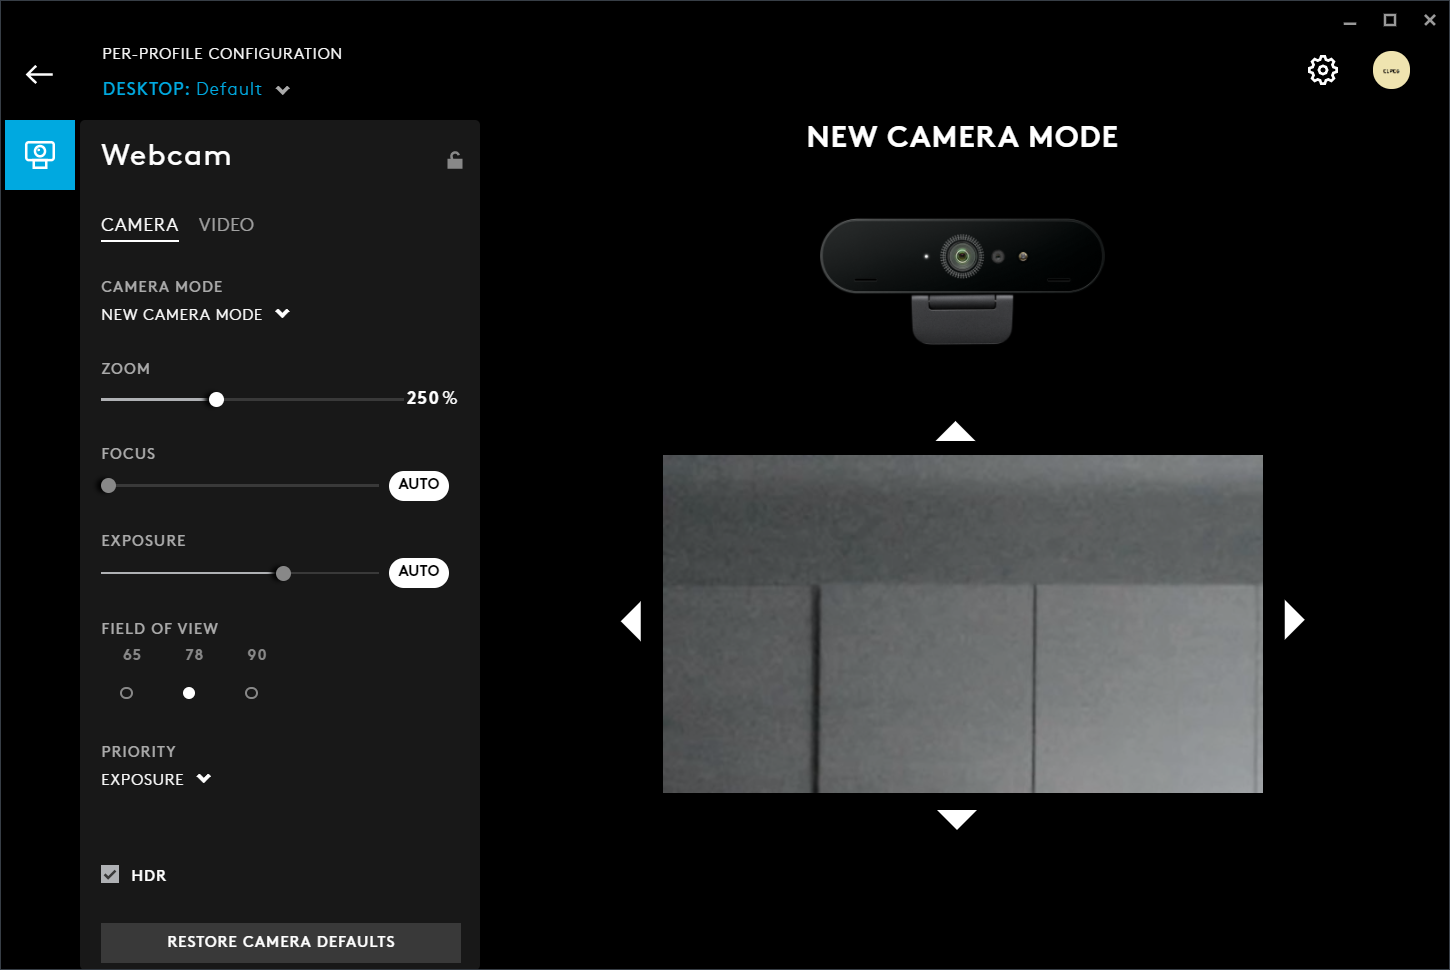 PER-PROFILE CONFIGURATION
DESKTOP: Default
Webcam
CAMERA VIDEO
CAMERA MODE
NEW CAMERA MODE
ZOOM
250 %
FOCUS
AUTO
EXPOSURE
AUTO
FIELD OF VIEW
65 78 90
PRIORITY
EXPOSURE
HDR
RESTORE CAMERA DEFAULTS
NEW CAMERA MODE